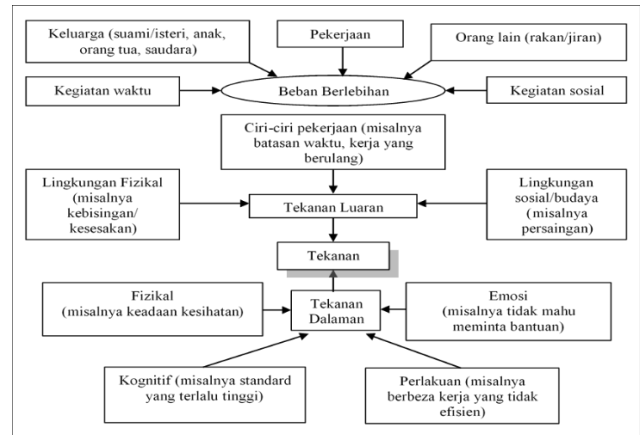 Keluarga (suami/isteri, anak,
orang tua, saudara)
Pekerjaan
Orang lain (rakan/jiran)
Kegiatan waktu
Beban Berlebihan
Kegiatan sosial
Ciri-ciri pekerjaan (misalnya
batasan waktu, kerja yang
berulang)
Lingkungan Fizikal
(misalnya
kebisingan/
kesesakan)
Tekanan Luaran
Lingkungan
sosial/budaya
(misalnya
persaingan)
Tekanan
Fizikal
(misalnya keadaan kesihatan)
Tekanan
Dalaman
Emosi
(misalnya tidak mahu
meminta bantuan)
Kognitif (misalnya standard
yang terlalu tinggi)
Perlakuan (misalnya
berbeza kerja yang tidak
efisien)